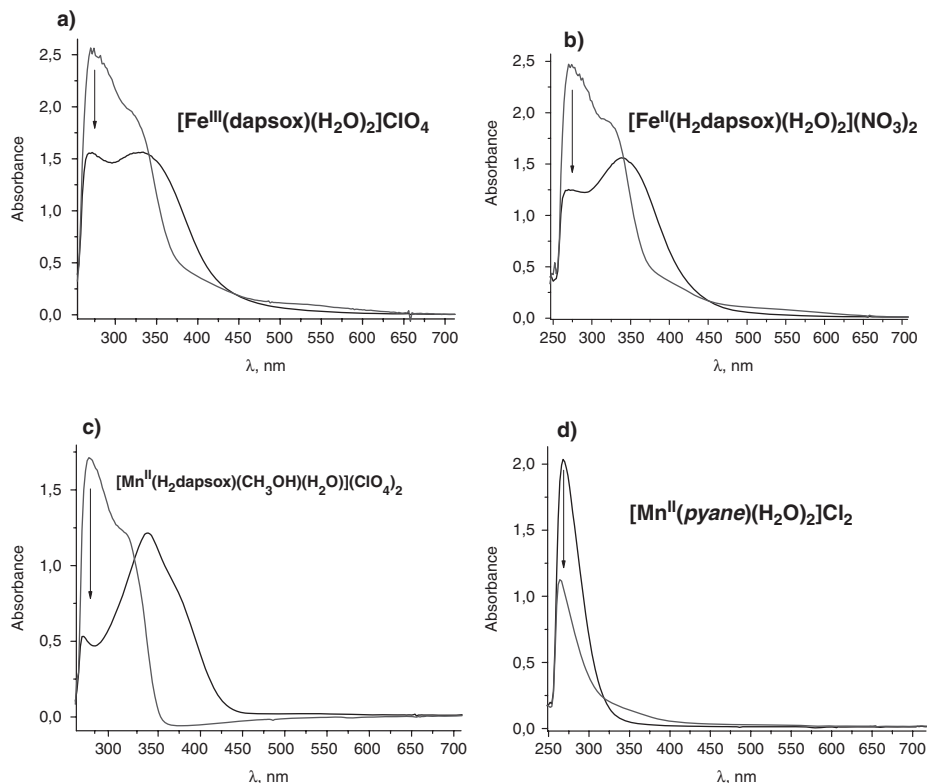 a)
[Fe^III(dapsox)(H₂O)₂]ClO₄
2,5
2,0
1,5
1,0
0,5
0,0
Absorbance
300 350 400 450 500 550 600 650 700
λ, nm
b)
[Fe^II(H₂dapsox)(H₂O)₂](NO₃)₂
2,5
2,0
1,5
1,0
0,5
0,0
Absorbance
250 300 350 400 450 500 550 600 650 700
λ, nm
c)
[Mn^II(H₂dapsox)(CH₃OH)(H₂O)](ClO₄)₂
1,5
1,0
0,5
0,0
Absorbance
300 350 400 450 500 550 600 650 700
λ, nm
d)
[Mn^II(pyane)(H₂O)₂]Cl₂
2,0
1,5
1,0
0,5
0,0
Absorbance
250 300 350 400 450 500 550 600 650 700
λ, nm